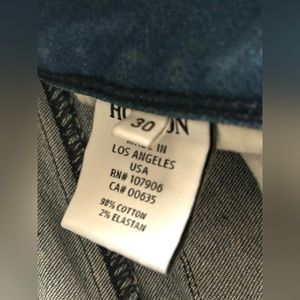 30
MADE IN
LOS ANGELES
USA
RN# 107906
CA# 00635
98% COTTON
2% ELASTAN